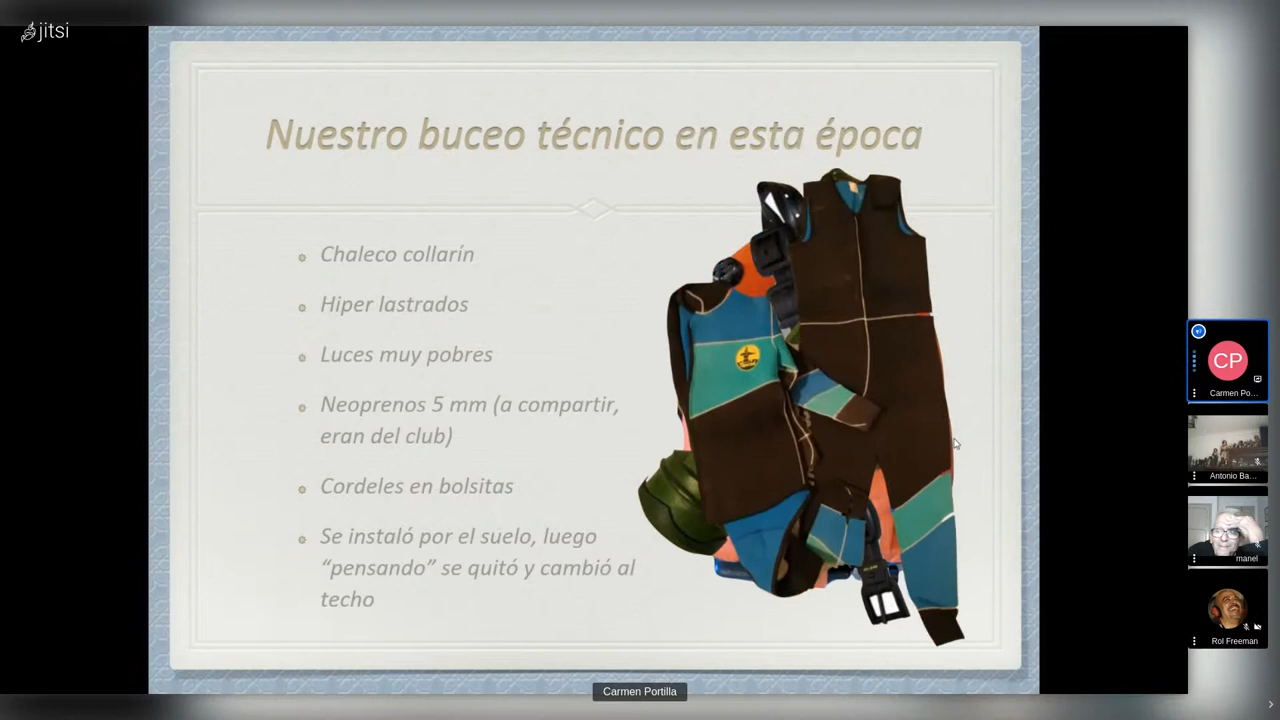 jitsi
Nuestro buceo técnico en esta época
Chaleco collarín
Hiper lastrados
Luces muy pobres
Neoprenos 5 mm (a compartir,
eran del club)
Cordeles en bolsitas
Se instaló por el suelo, luego
“pensando” se quitó y cambió al
techo
CP
Carmen Po...
Antonio Ba...
manel
Rol Freeman
Carmen Portilla